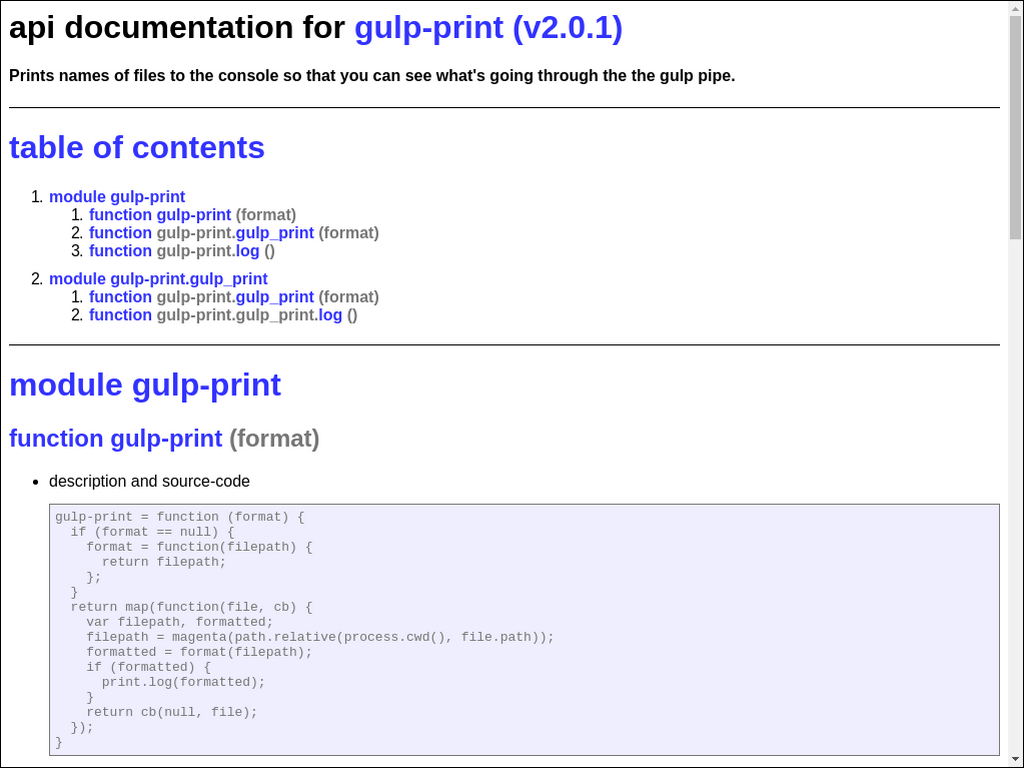 api documentation for gulp-print (v2.0.1)
Prints names of files to the console so that you can see what's going through the the gulp pipe.
table of contents
1. module gulp-print
1. function gulp-print (format)
2. function gulp-print.gulp_print (format)
3. function gulp-print.log ()
2. module gulp-print.gulp_print
1. function gulp-print.gulp_print (format)
2. function gulp-print.gulp_print.log ()
module gulp-print
function gulp-print (format)
• description and source-code
gulp-print = function (format) {
  if (format == null) {
    format = function(filepath) {
      return filepath;
    };
  }
  return map(function(file, cb) {
    var filepath, formatted;
    filepath = magenta(path.relative(process.cwd(), file.path));
    formatted = format(filepath);
    if (formatted) {
      print.log(formatted);
    }
    return cb(null, file);
  });
}